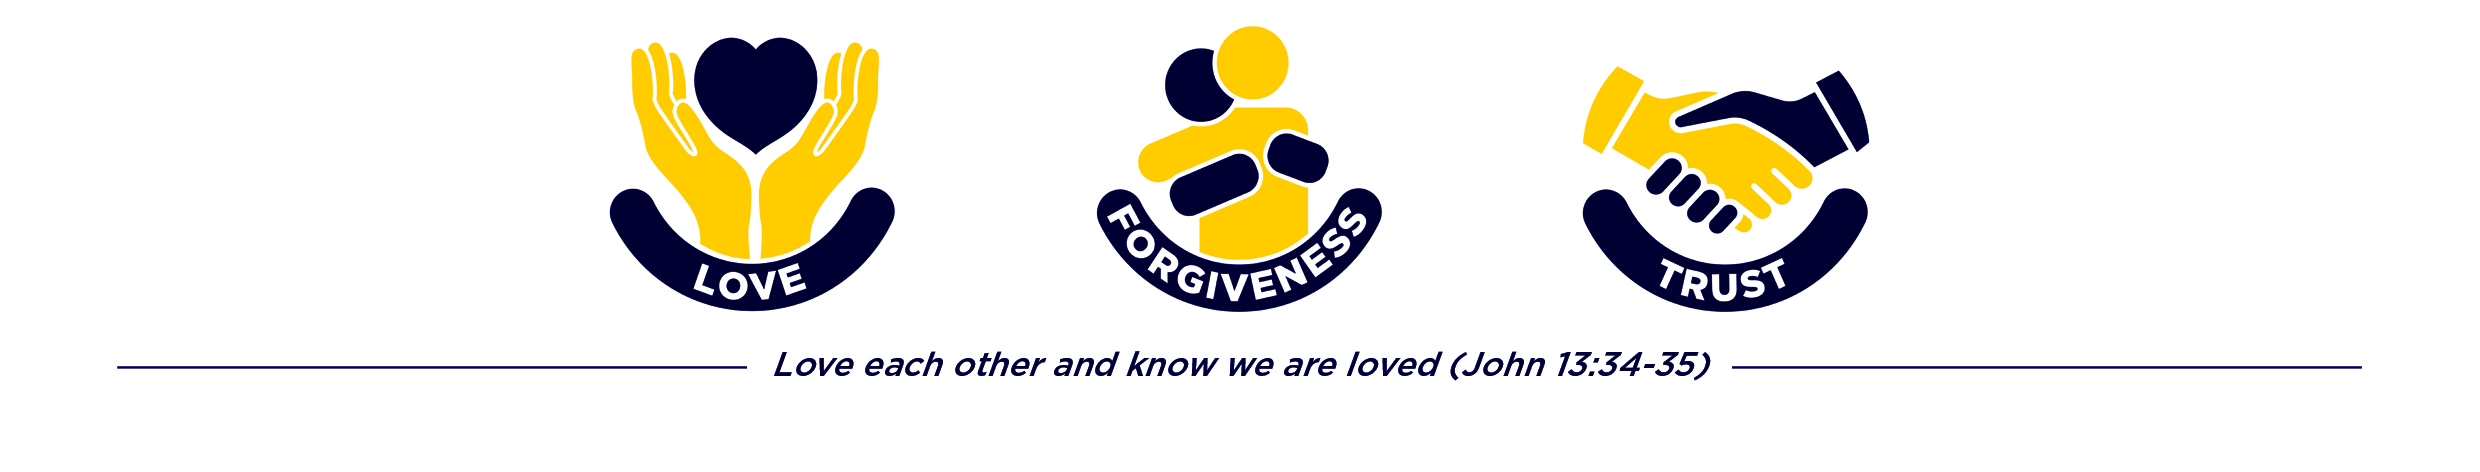 LOVE
FORGIVENESS
TRUST
Love each other and know we are loved (John 13:34-35)